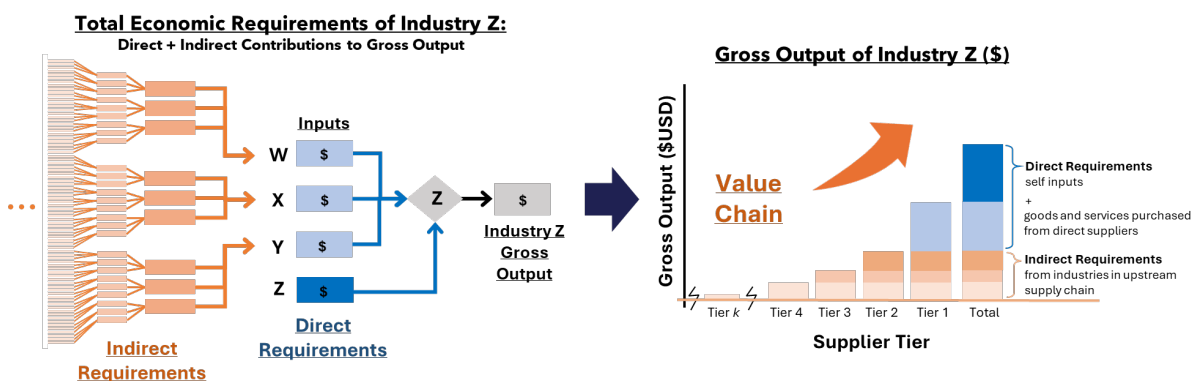 Total Economic Requirements of Industry Z:
Direct + Indirect Contributions to Gross Output
Inputs
W
$
X
$
Y
$
Z
$
Z
$
Industry Z
Gross
Output
Indirect
Requirements
Direct
Requirements
Gross Output of Industry Z ($)
Gross Output ($USD)
Value
Chain
Direct Requirements
self inputs
+
goods and services purchased
from direct suppliers
Indirect Requirements
from industries in upstream
supply chain
Tier k
Tier 4
Tier 3
Tier 2
Tier 1
Total
Supplier Tier